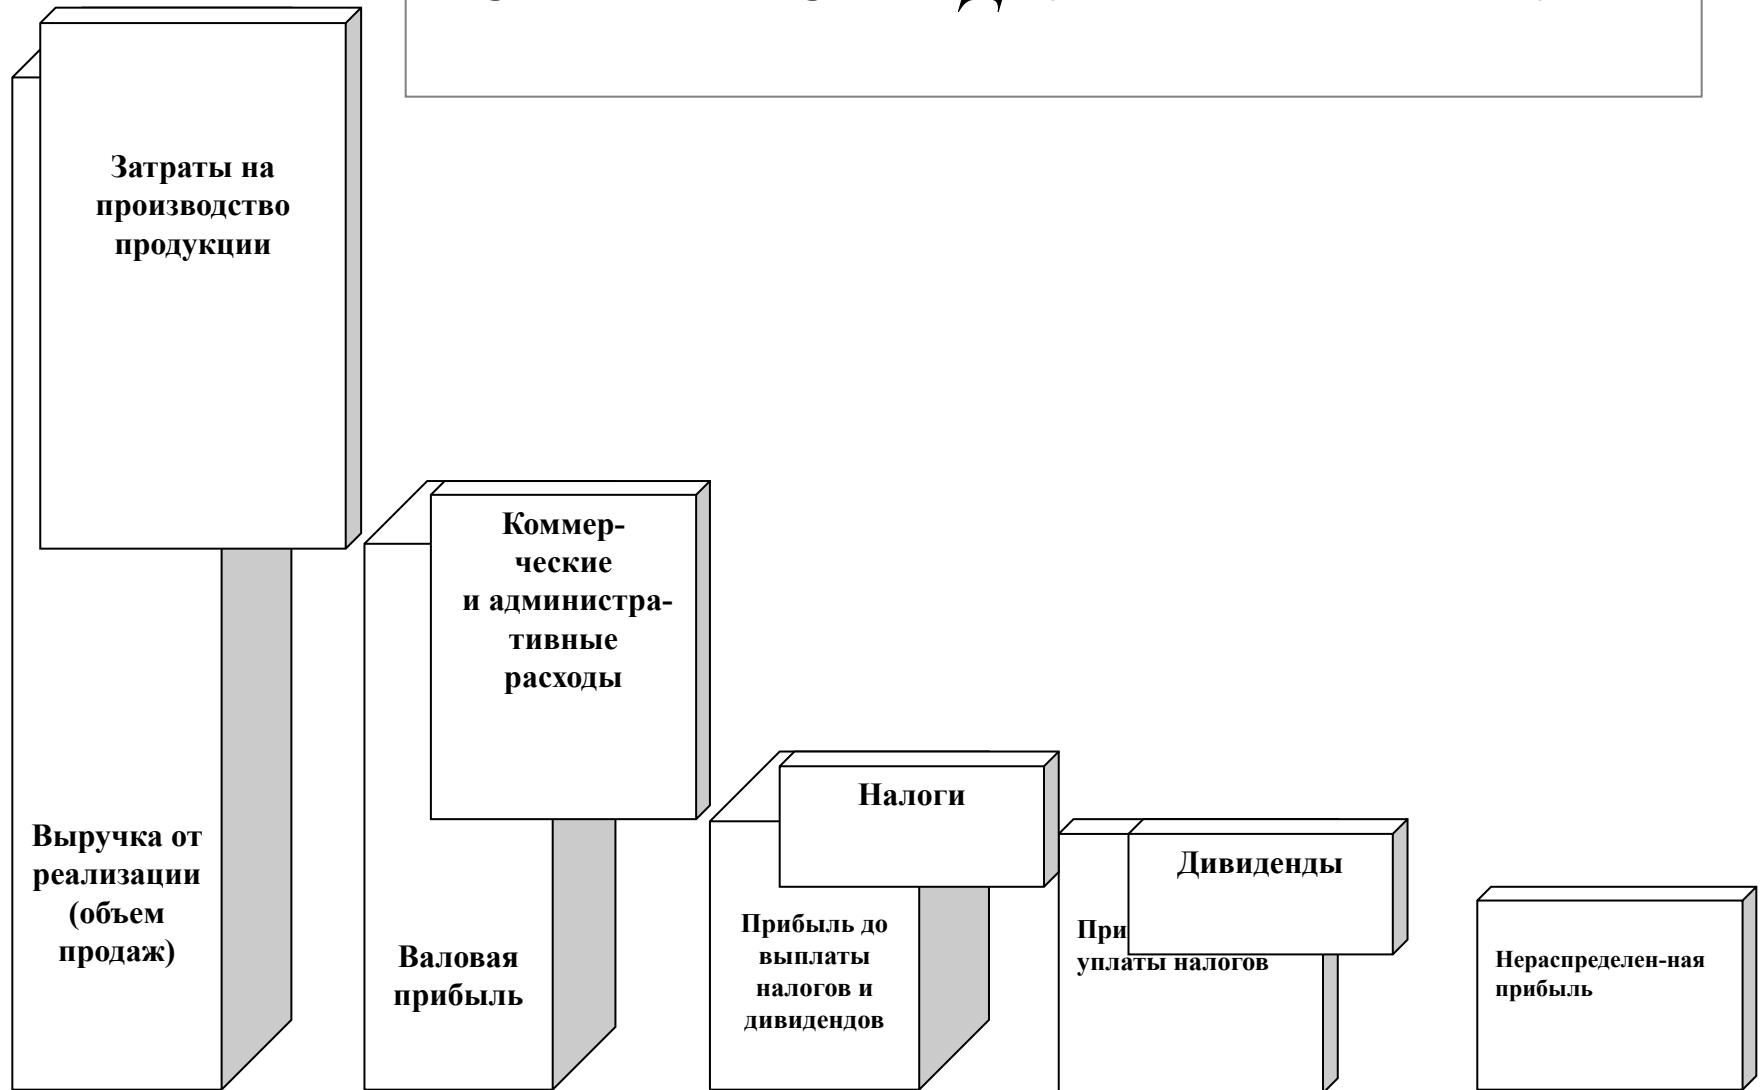 Затраты на
производство
продукции
Коммер-
ческие
и администра-
тивные
расходы
Налоги
Дивиденды
Выручка от
реализации
(объем
продаж)
Валовая
прибыль
Прибыль до
выплаты
налогов и
дивидендов
уплаты налогов
Нераспределен-ная
прибыль